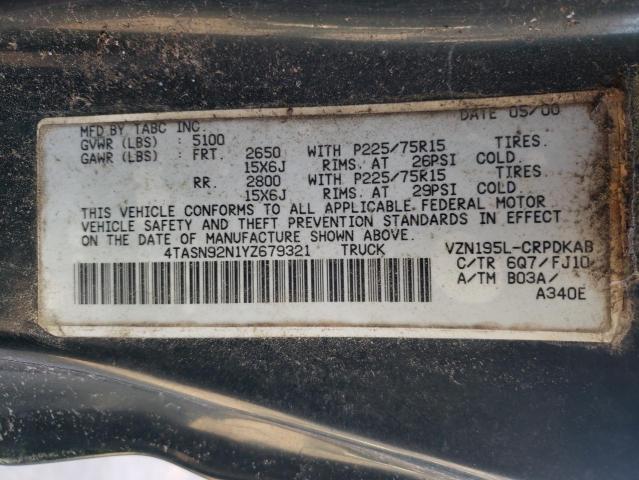 DATE 05/00
MFD BY TABC INC.
GVWR (LBS) 5100
GAWR (LBS) FRT. 2650 WITH P225/75R15 TIRES.
15X6J RIMS. AT 26PSI COLD.
RR. 2800 WITH P225/75R15 TIRES.
15X6J RIMS. AT 29PSI COLD
THIS VEHICLE CONFORMS TO ALL APPLICABLE FEDERAL MOTOR
VEHICLE SAFETY AND THEFT PREVENTION STANDARDS IN EFFECT
ON THE DATE OF MANUFACTURE SHOWN ABOVE.
4TASN92N1YZ679321 TRUCK VZN195L-CRPDKAB
C/TR 6Q7/FJ10
A/TM B03A/
A340E